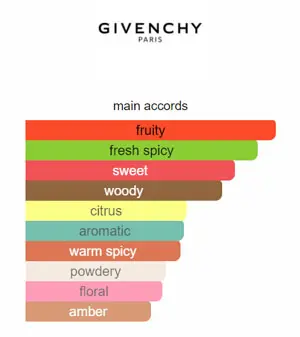 GIVENCHY
PARIS
main accords
fruity
fresh spicy
sweet
woody
citrus
aromatic
warm spicy
powdery
floral
amber